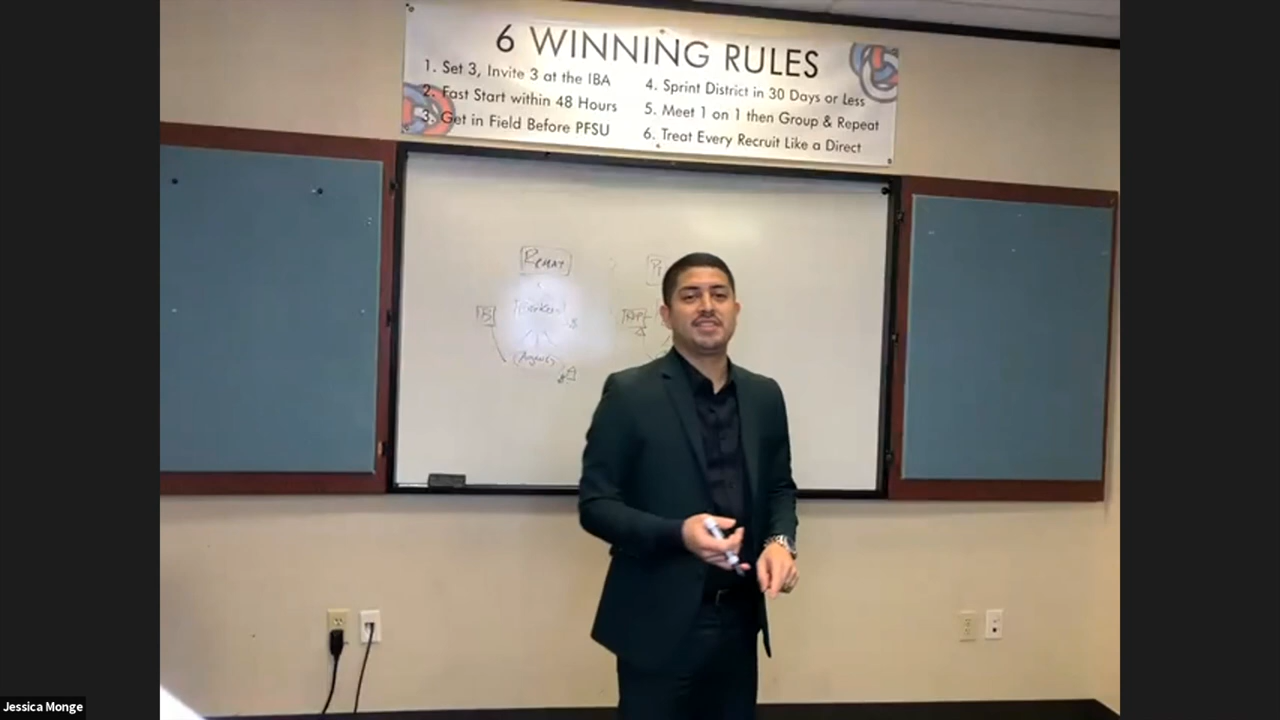 6 WINNING RULES
1. Set 3, Invite 3 at the IBA
2. Fast Start within 48 Hours
3. Get in Field Before PFSU
4. Sprint District in 30 Days or Less
5. Meet 1 on 1 then Group & Repeat
6. Treat Every Recruit Like a Direct
Agents
Jessica Monge